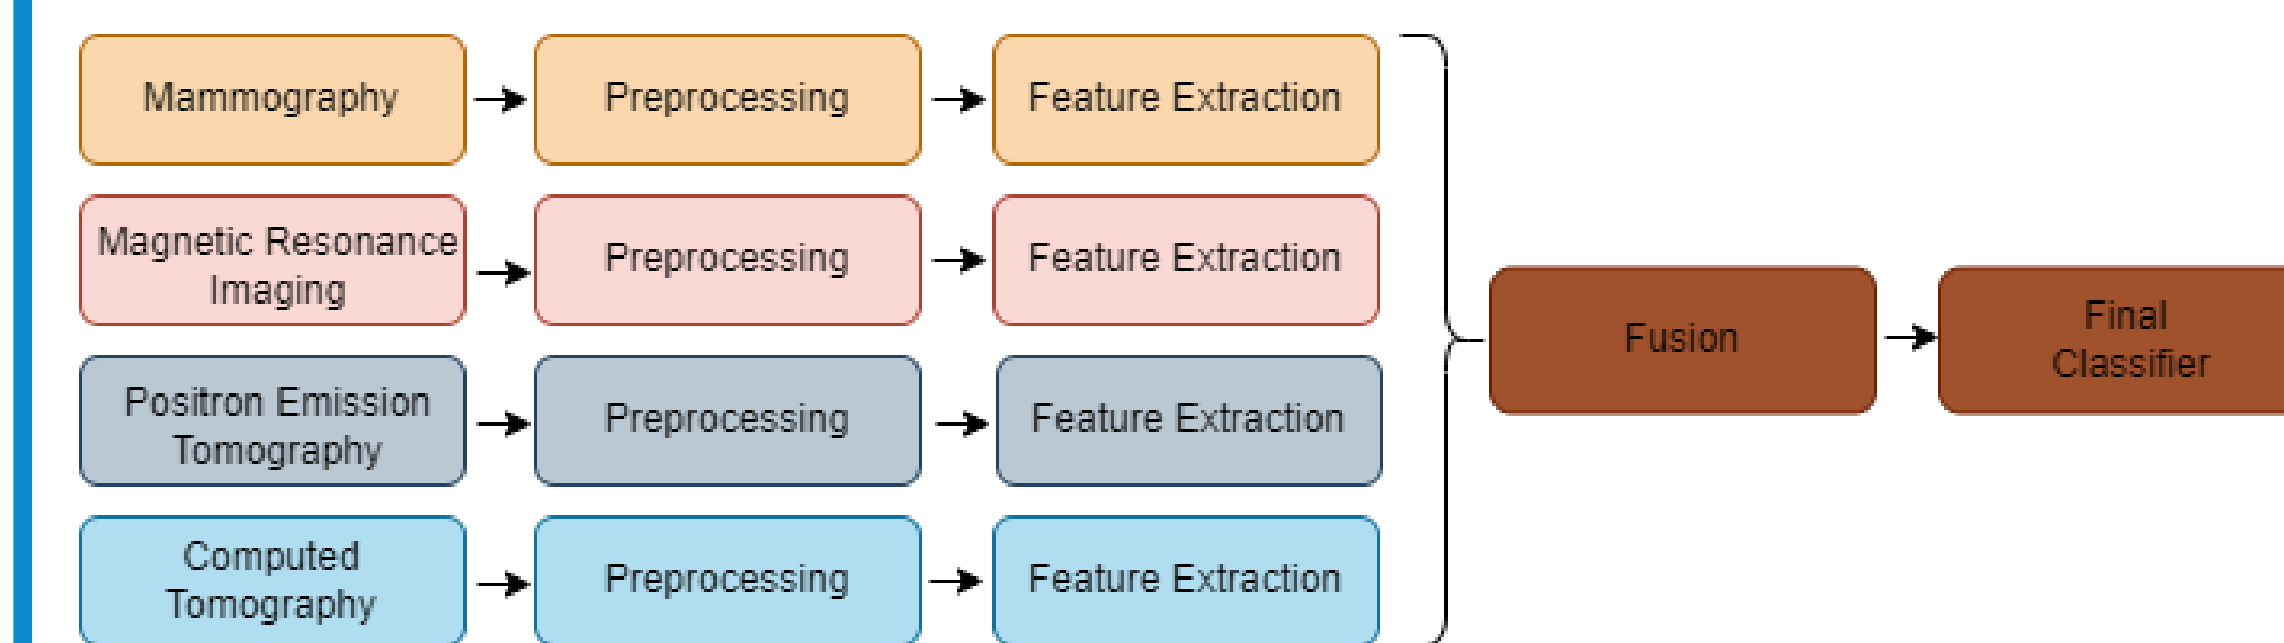 Mammography
Preprocessing
Feature Extraction
Magnetic Resonance
Imaging
Preprocessing
Feature Extraction
Positron Emission
Tomography
Preprocessing
Feature Extraction
Computed
Tomography
Preprocessing
Feature Extraction
Fusion
Final
Classifier